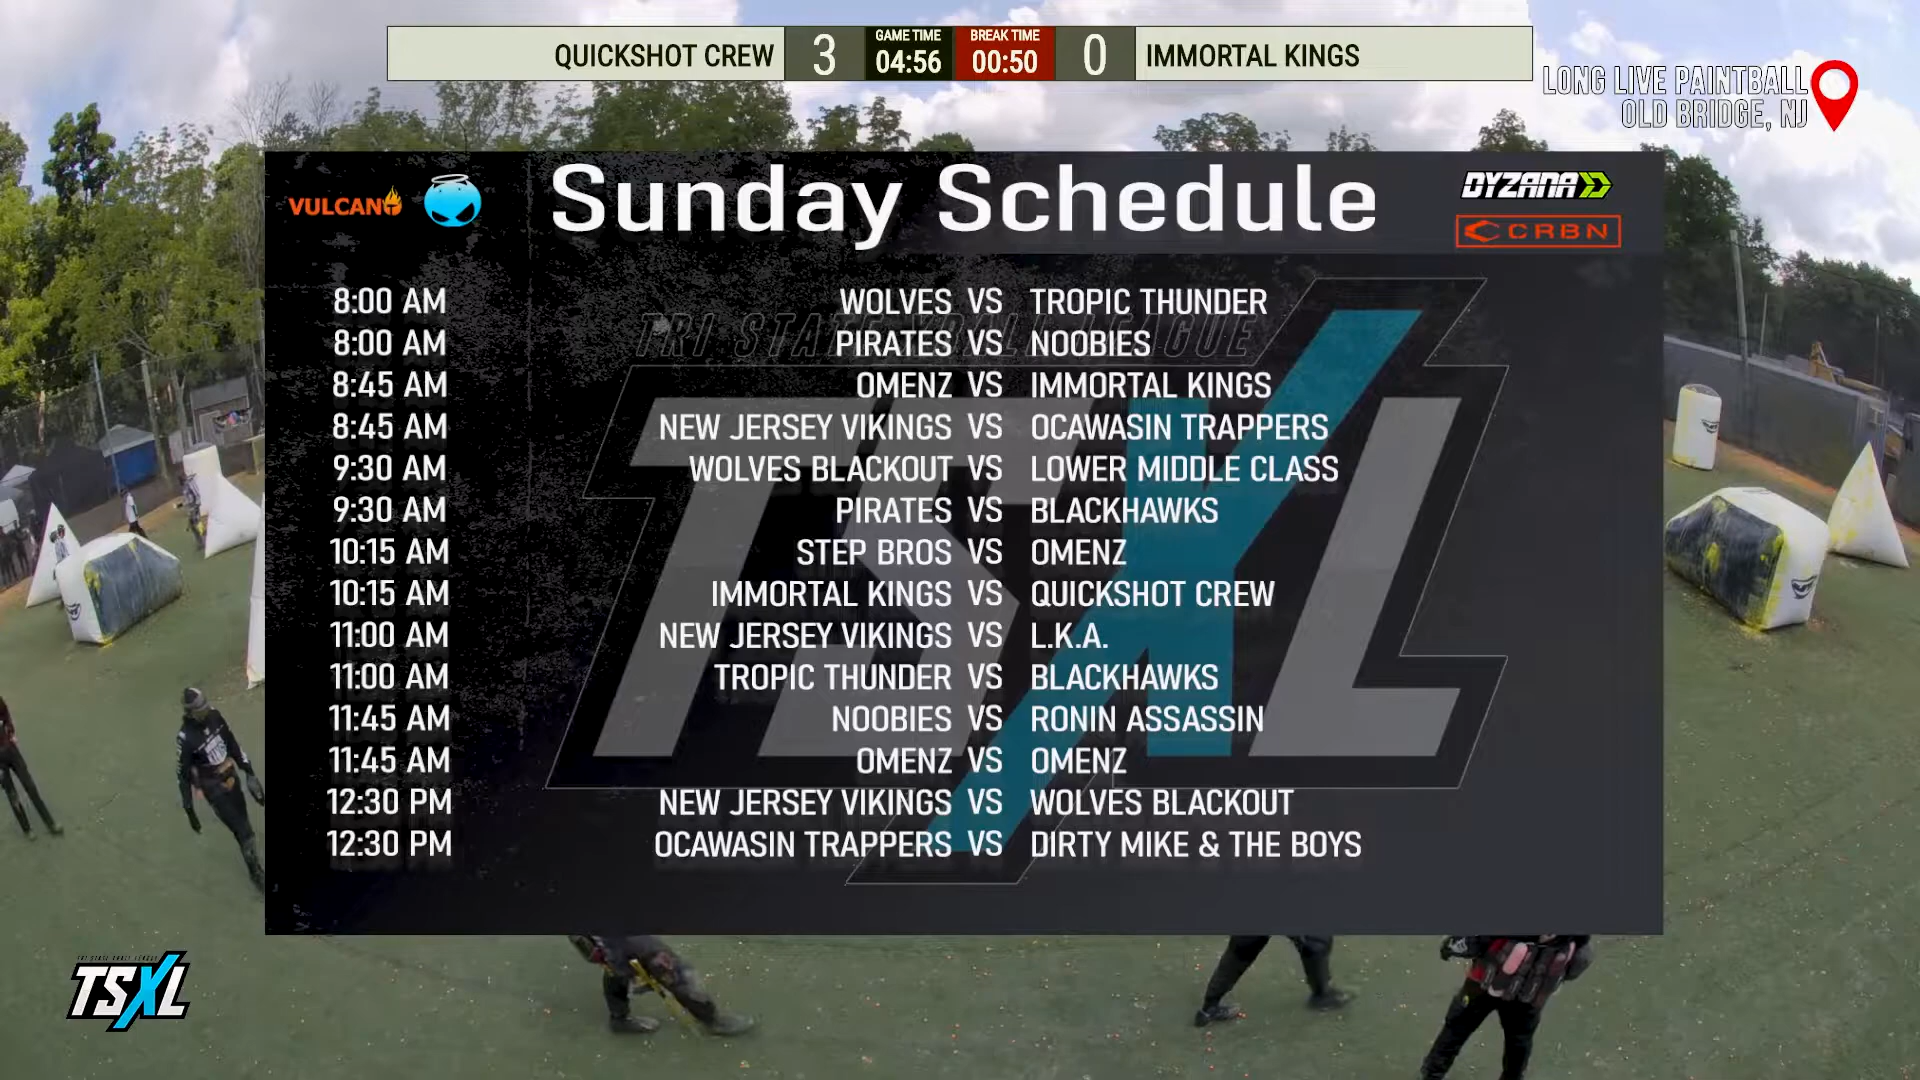 QUICKSHOT CREW 3 GAME TIME 04:56 BREAK TIME 00:50 0 IMMORTAL KINGS
LONG LIVE PAINTBALL
OLD BRIDGE, NJ
VULCAN Sunday Schedule DYZANA
CRBN
TRI STATE XBALL LEAGUE
TSXL
8:00 AM WOLVES VS TROPIC THUNDER
8:00 AM PIRATES VS NOOBIES
8:45 AM OMENZ VS IMMORTAL KINGS
8:45 AM NEW JERSEY VIKINGS VS OCAWASIN TRAPPERS
9:30 AM WOLVES BLACKOUT VS LOWER MIDDLE CLASS
9:30 AM PIRATES VS BLACKHAWKS
10:15 AM STEP BROS VS OMENZ
10:15 AM IMMORTAL KINGS VS QUICKSHOT CREW
11:00 AM NEW JERSEY VIKINGS VS L.K.A.
11:00 AM TROPIC THUNDER VS BLACKHAWKS
11:45 AM NOOBIES VS RONIN ASSASSIN
11:45 AM OMENZ VS OMENZ
12:30 PM NEW JERSEY VIKINGS VS WOLVES BLACKOUT
12:30 PM OCAWASIN TRAPPERS VS DIRTY MIKE & THE BOYS
TSXL